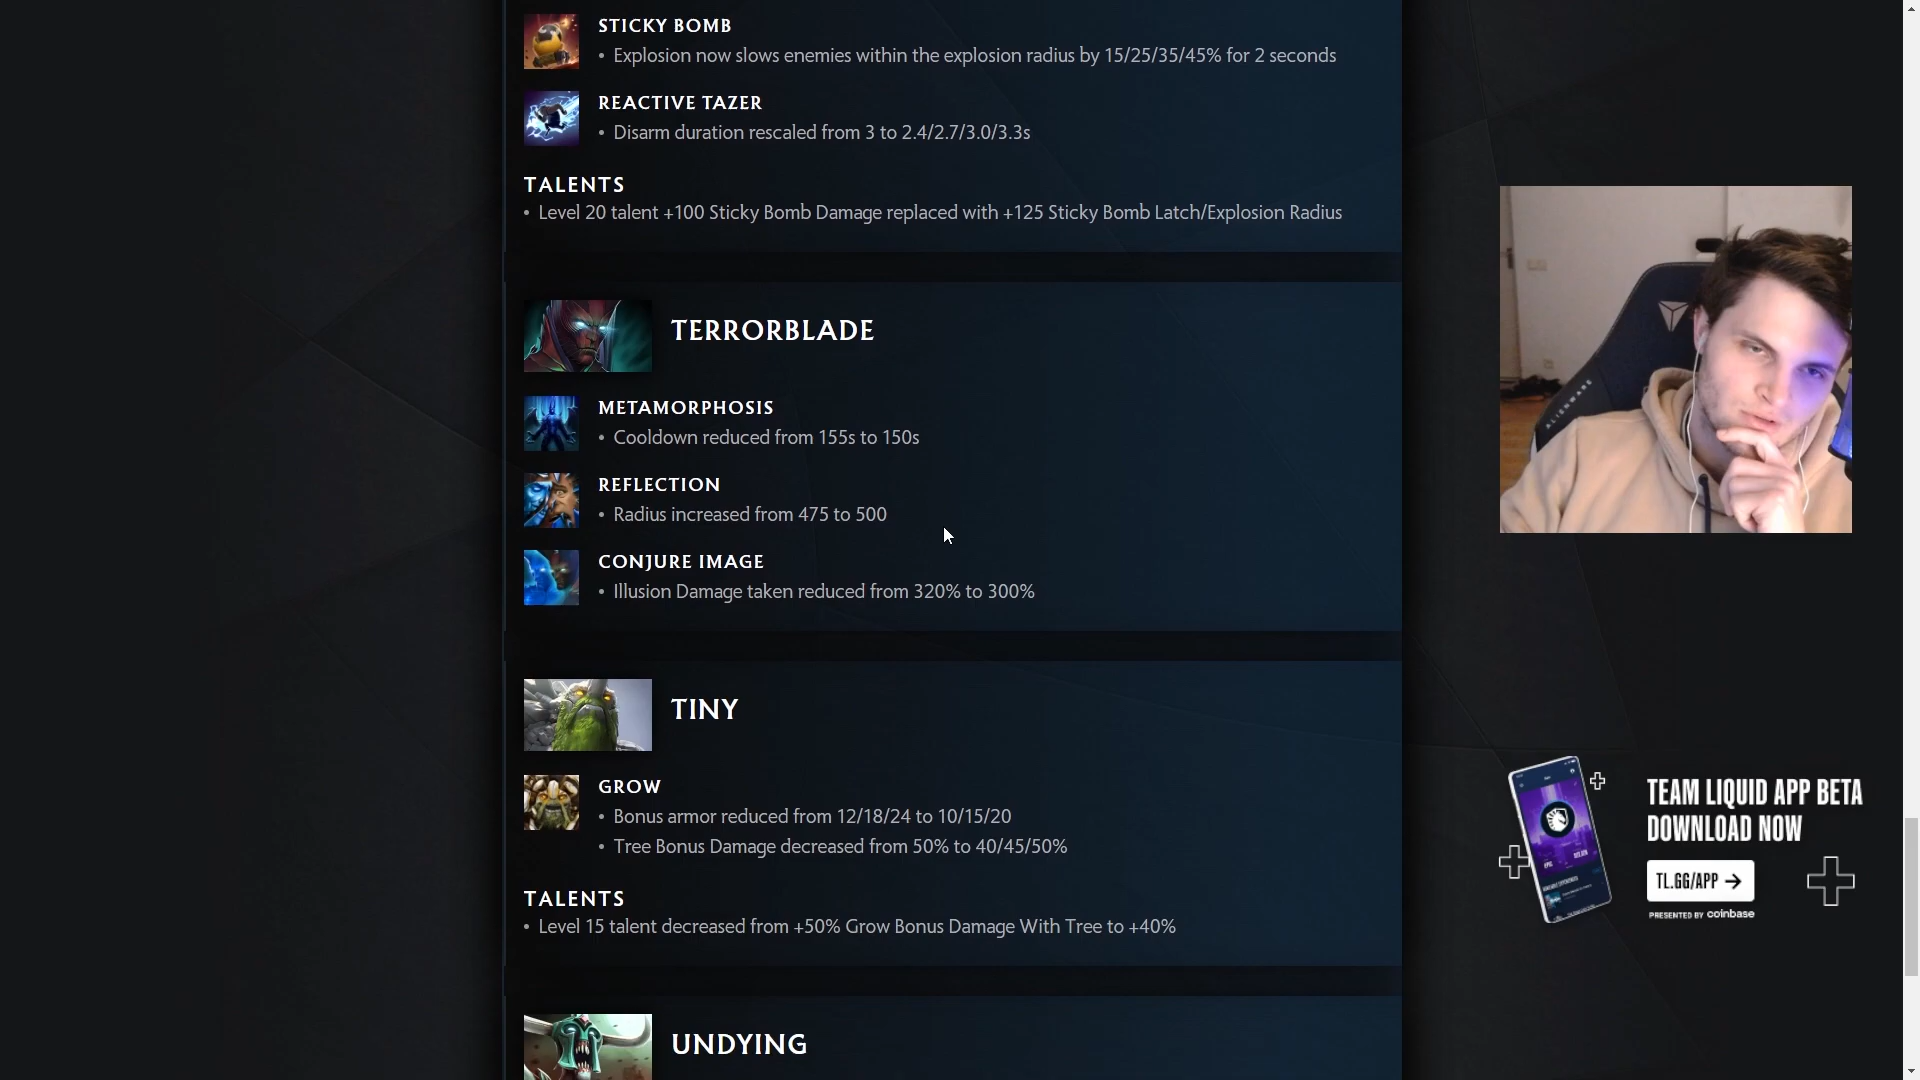 STICKY BOMB
• Explosion now slows enemies within the explosion radius by 15/25/35/45% for 2 seconds
REACTIVE TAZER
• Disarm duration rescaled from 3 to 2.4/2.7/3.0/3.3s
TALENTS
• Level 20 talent +100 Sticky Bomb Damage replaced with +125 Sticky Bomb Latch/Explosion Radius
TERRORBLADE
METAMORPHOSIS
• Cooldown reduced from 155s to 150s
REFLECTION
• Radius increased from 475 to 500
CONJURE IMAGE
• Illusion Damage taken reduced from 320% to 300%
TINY
GROW
• Bonus armor reduced from 12/18/24 to 10/15/20
• Tree Bonus Damage decreased from 50% to 40/45/50%
TALENTS
• Level 15 talent decreased from +50% Grow Bonus Damage With Tree to +40%
UNDYING
ALIENWARE
TEAM LIQUID APP BETA
DOWNLOAD NOW
TL.GG/APP →
PRESENTED BY coinbase